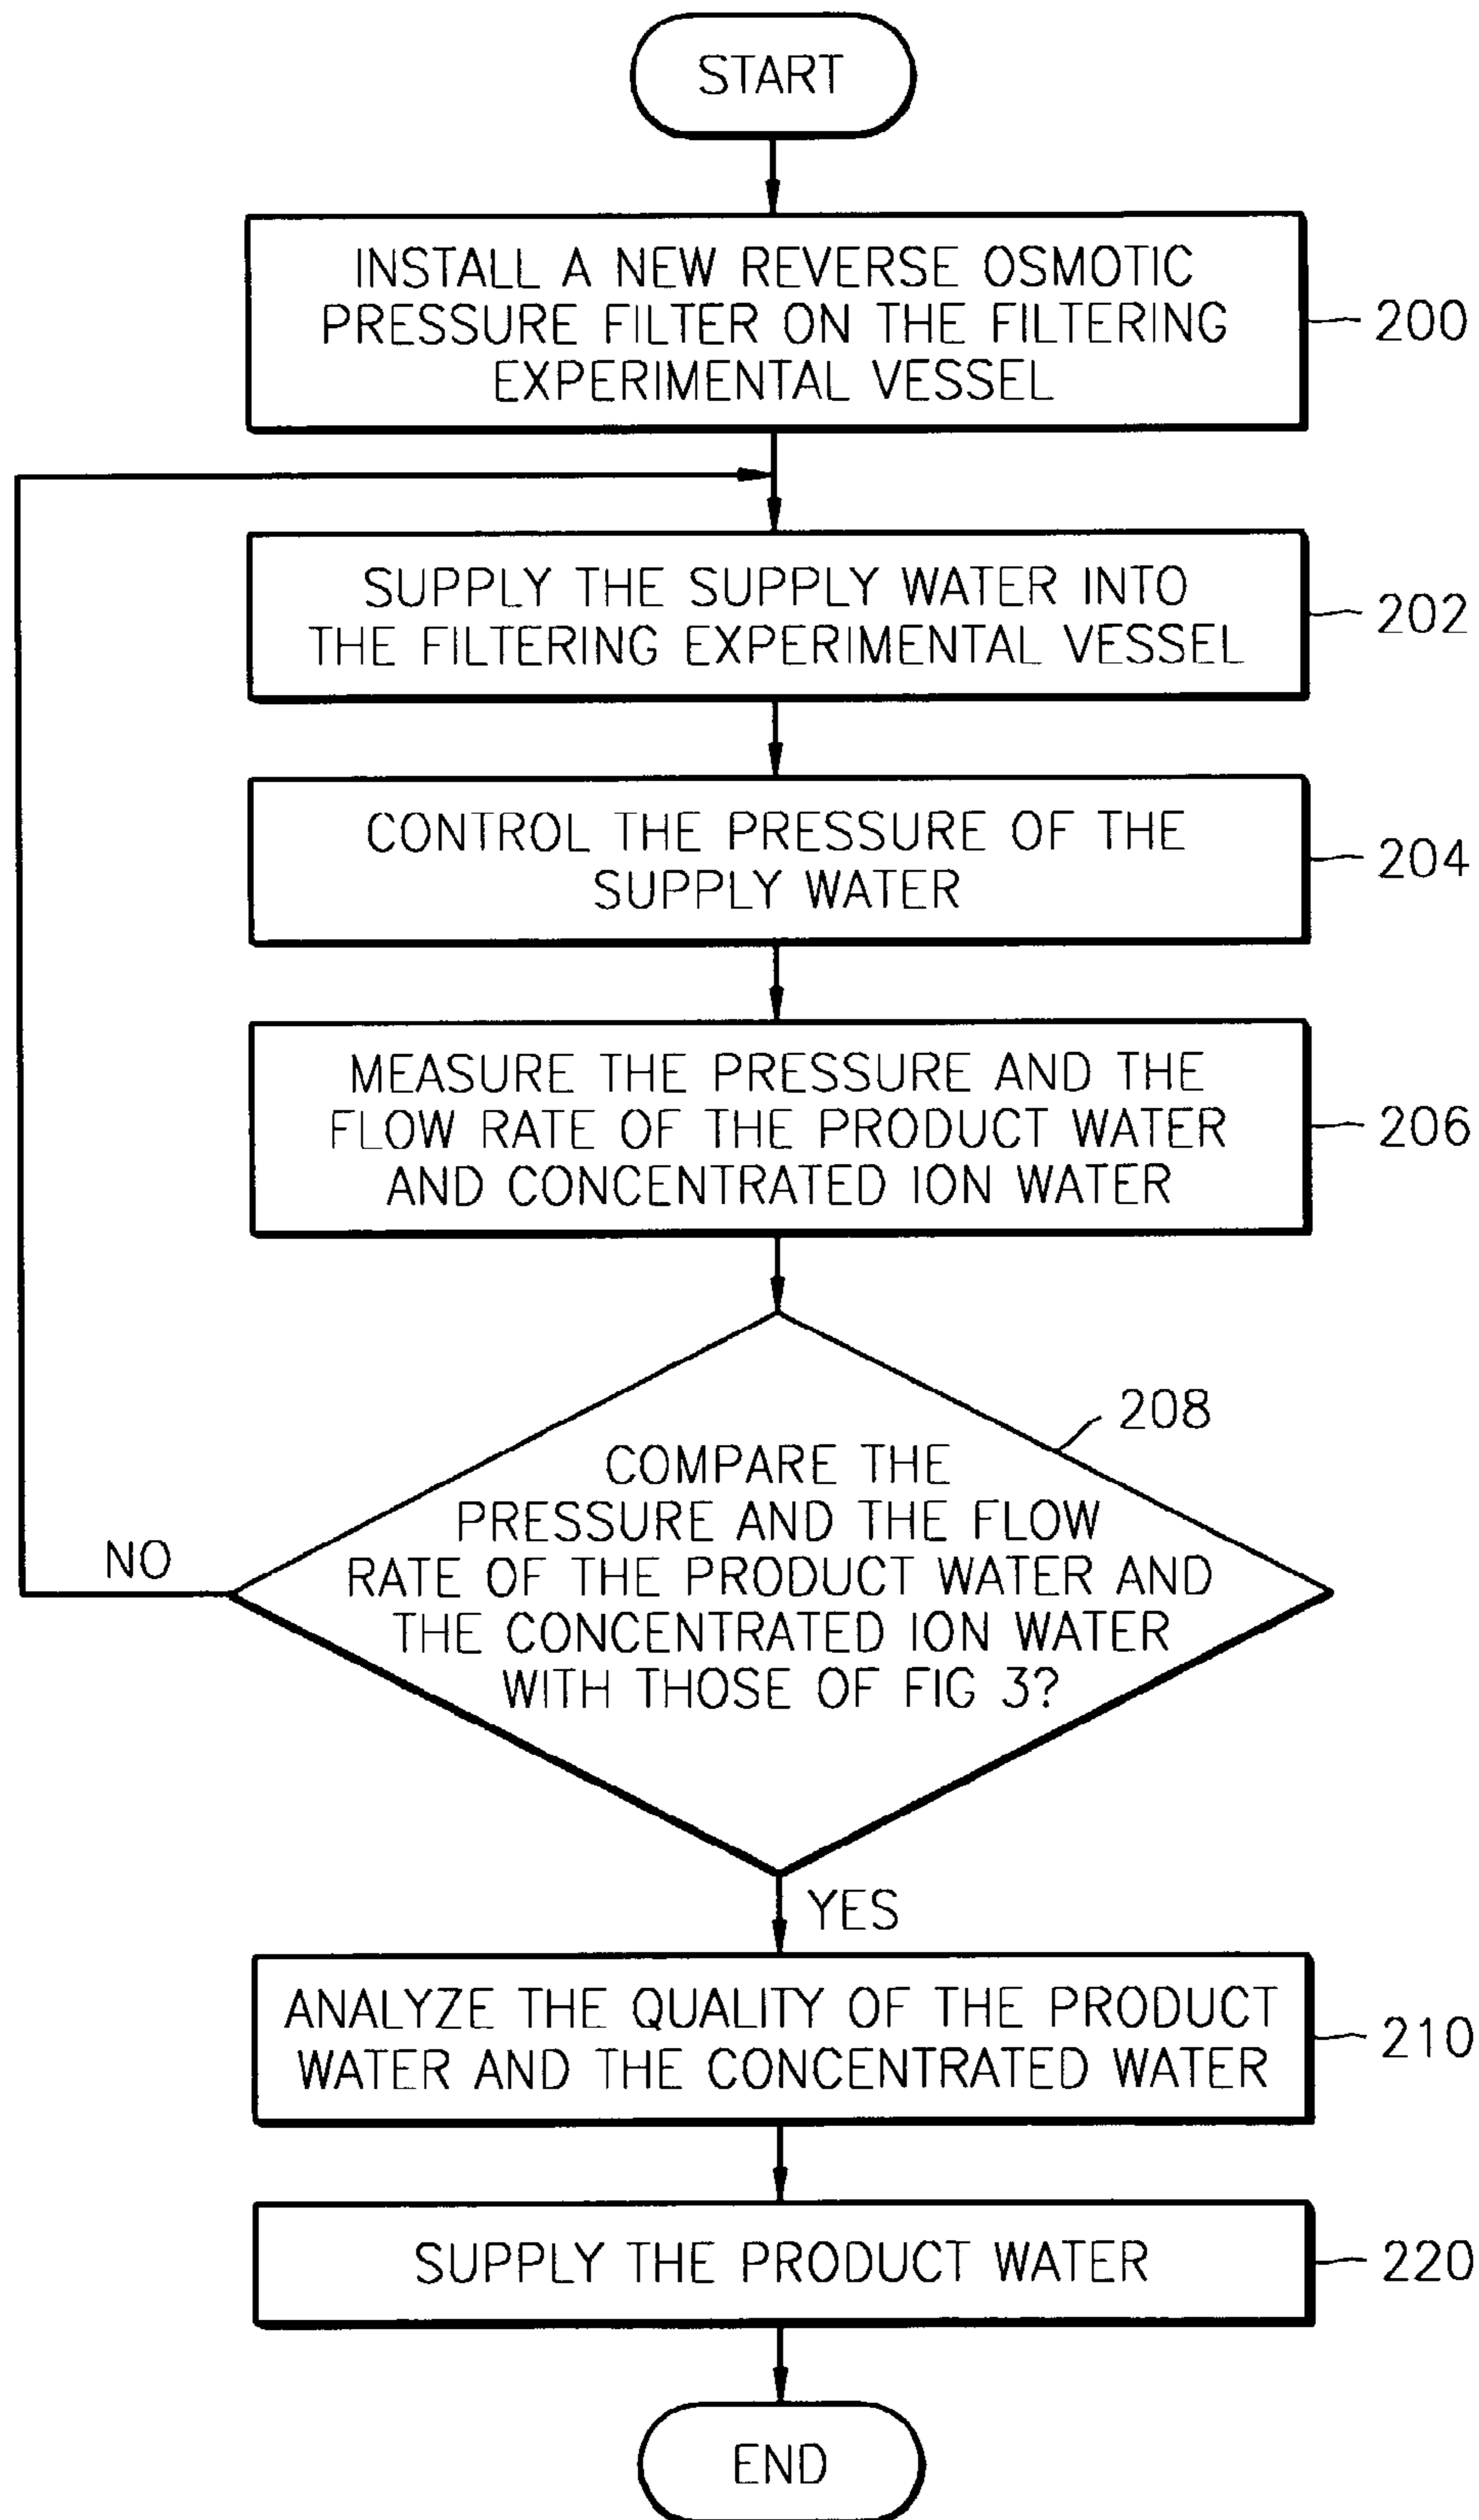 START
INSTALL A NEW REVERSE OSMOTIC
PRESSURE FILTER ON THE FILTERING
EXPERIMENTAL VESSEL
200
SUPPLY THE SUPPLY WATER INTO
THE FILTERING EXPERIMENTAL VESSEL
202
CONTROL THE PRESSURE OF THE
SUPPLY WATER
204
MEASURE THE PRESSURE AND THE
FLOW RATE OF THE PRODUCT WATER
AND CONCENTRATED ION WATER
206
208
COMPARE THE
PRESSURE AND THE FLOW
RATE OF THE PRODUCT WATER AND
THE CONCENTRATED ION WATER
WITH THOSE OF FIG 3?
NO
YES
ANALYZE THE QUALITY OF THE PRODUCT
WATER AND THE CONCENTRATED WATER
210
SUPPLY THE PRODUCT WATER
220
END